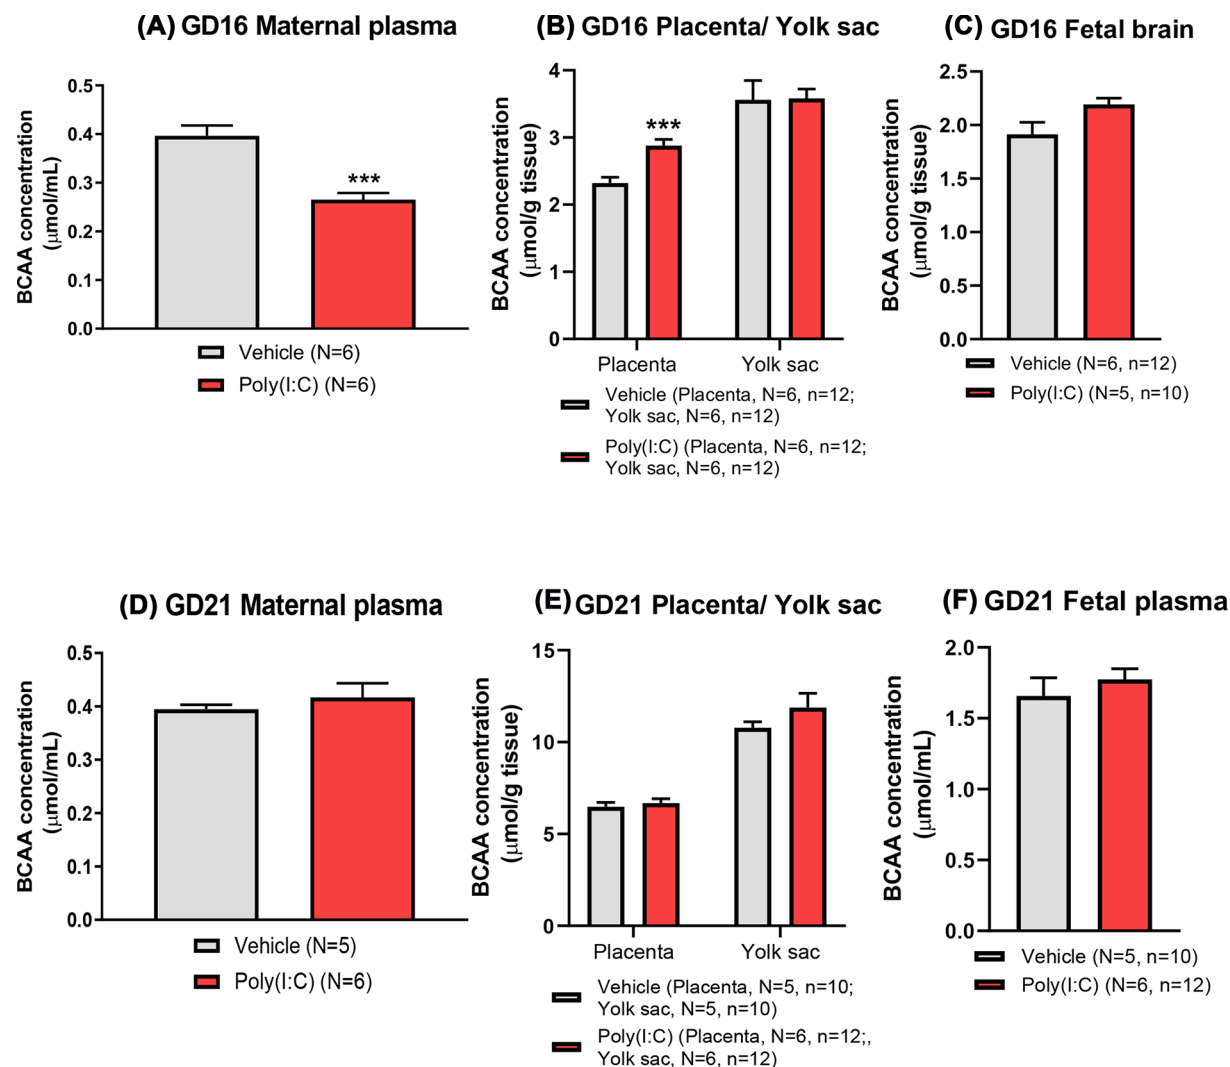 (A) GD16 Maternal plasma
BCAA concentration
(μmol/mL)
0.5
0.4
0.3
0.2
0.1
0.0
***
Vehicle (N=6)
Poly(I:C) (N=6)
(B) GD16 Placenta/ Yolk sac
BCAA concentration
(μmol/g tissue)
4
3
2
1
0
***
Placenta
Yolk sac
Vehicle (Placenta, N=6, n=12;
Yolk sac, N=6, n=12)
Poly(I:C) (Placenta, N=6, n=12;
Yolk sac, N=6, n=12)
(C) GD16 Fetal brain
BCAA concentration
(μmol/g tissue)
2.5
2.0
1.5
1.0
0.5
0.0
Vehicle (N=6, n=12)
Poly(I:C) (N=5, n=10)
(D) GD21 Maternal plasma
BCAA concentration
(μmol/mL)
0.5
0.4
0.3
0.2
0.1
0.0
Vehicle (N=5)
Poly(I:C) (N=6)
(E) GD21 Placenta/ Yolk sac
BCAA concentration
(μmol/g tissue)
15
10
5
0
Placenta
Yolk sac
Vehicle (Placenta, N=5, n=10;
Yolk sac, N=5, n=10)
Poly(I:C) (Placenta, N=6, n=12;,
Yolk sac, N=6, n=12)
(F) GD21 Fetal plasma
BCAA concentration
(μmol/mL)
2.0
1.5
1.0
0.5
0.0
Vehicle (N=5, n=10)
Poly(I:C) (N=6, n=12)